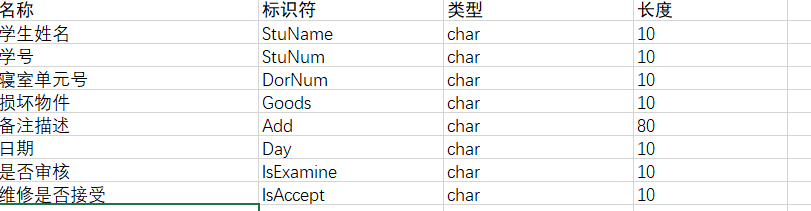 名称 标识符 类型 长度
学生姓名 StuName char 10
学号 StuNum char 10
寝室单元号 DorNum char 10
损坏物件 Goods char 10
备注描述 Add char 80
日期 Day char 10
是否审核 IsExamine char 10
维修是否接受 IsAccept char 10